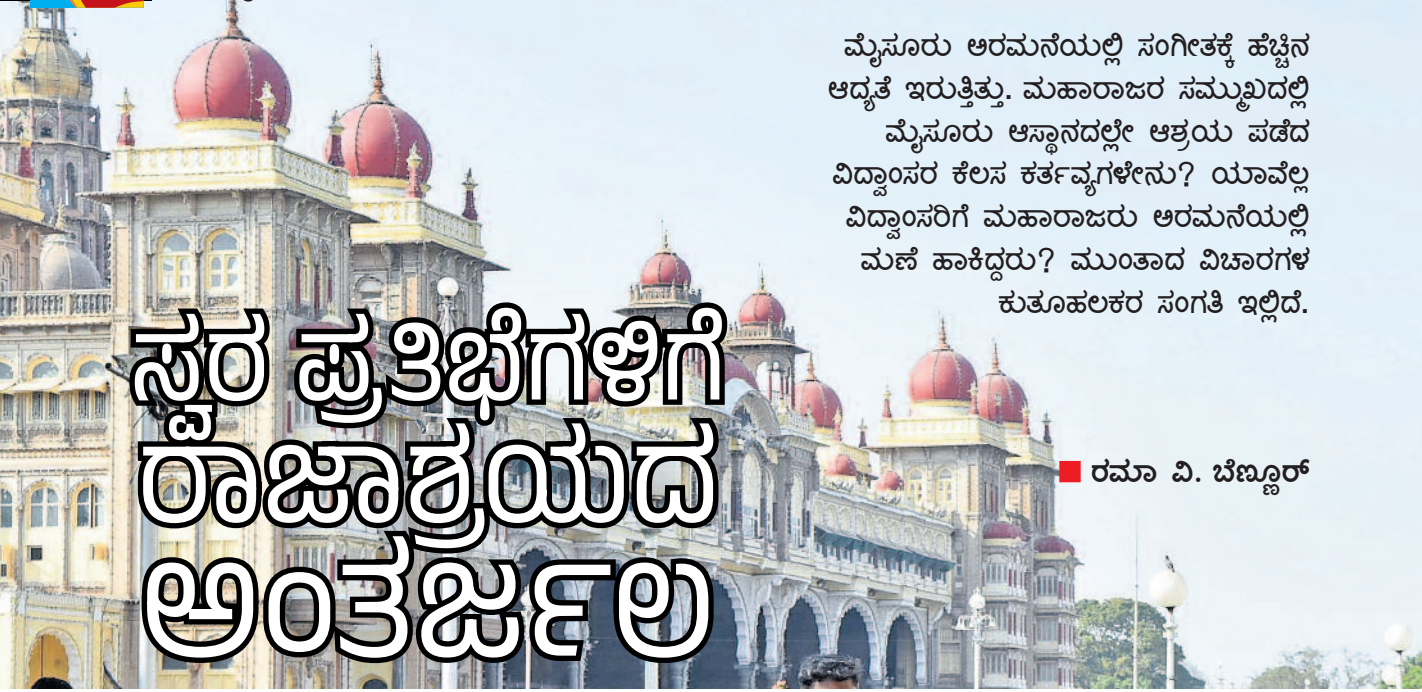 ಮೈಸೂರು ಅರಮನೆಯಲ್ಲಿ ಸಂಗೀತಕ್ಕೆ ಹೆಚ್ಚಿನ
ಆದ್ಯತೆ ಇರುತ್ತಿತ್ತು. ಮಹಾರಾಜರ ಸಮ್ಮುಖದಲ್ಲಿ
ಮೈಸೂರು ಆಸ್ಥಾನದಲ್ಲೇ ಆಶ್ರಯ ಪಡೆದ
ವಿದ್ವಾಂಸರ ಕೆಲಸ ಕರ್ತವ್ಯಗಳೇನು? ಯಾವೆಲ್ಲ
ವಿದ್ವಾಂಸರಿಗೆ ಮಹಾರಾಜರು ಅರಮನೆಯಲ್ಲಿ
ಮಣೆ ಹಾಕಿದ್ದರು? ಮುಂತಾದ ವಿಚಾರಗಳ
ಕುತೂಹಲಕರ ಸಂಗತಿ ಇಲ್ಲಿದೆ.
ಸ್ವರ ಪ್ರತಿಭೆಗಳಿಗೆ
ರಾಜಾಶ್ರಯದ
ಅಂತರ್ಜಲ
ರಮಾ ವಿ. ಬೆಣ್ಣೂರ್